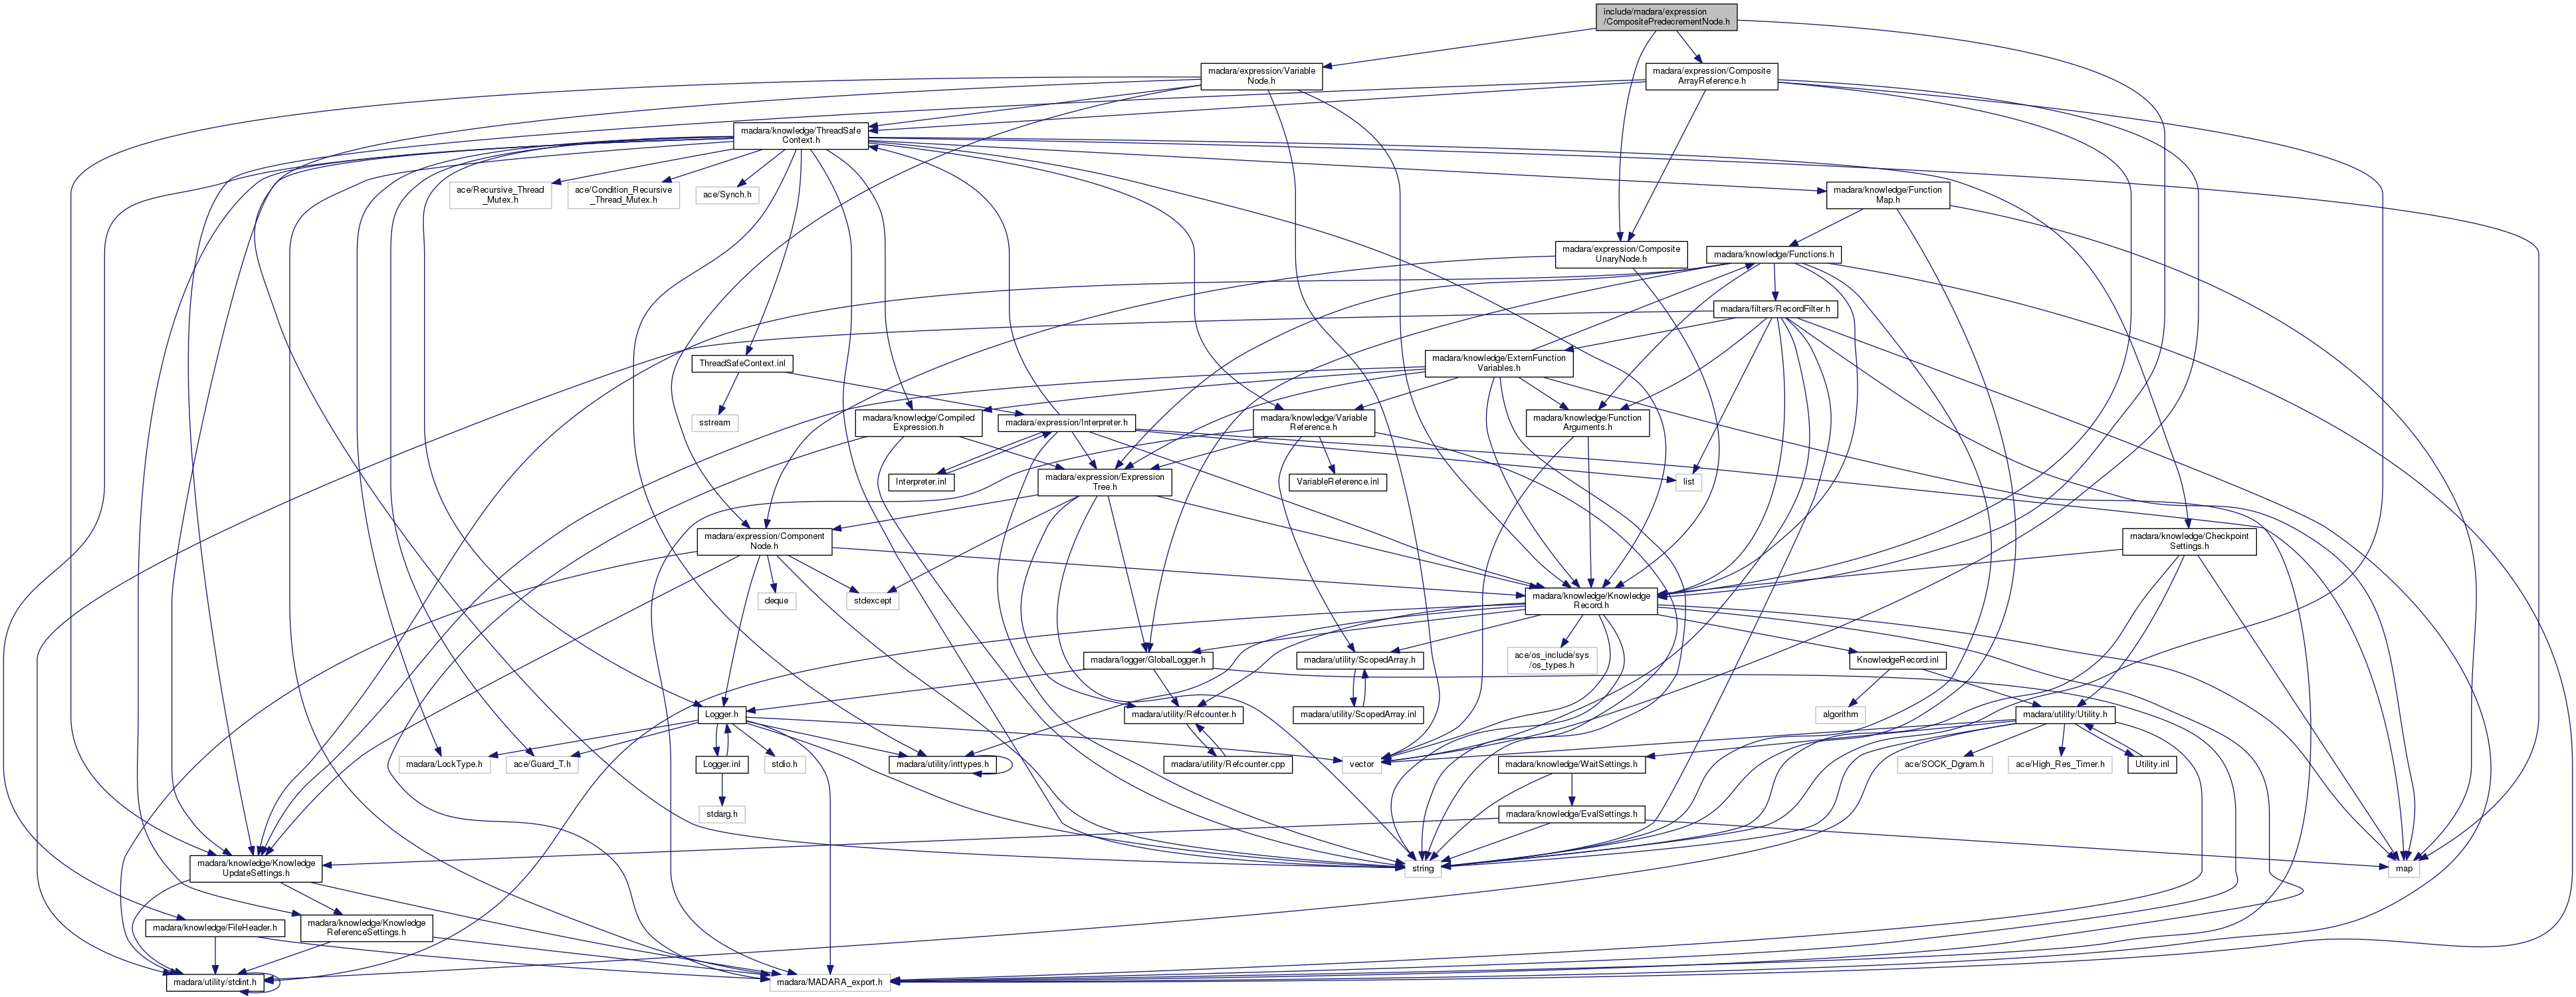 include/madara/expression
/CompositePredecrementNode.h
madara/expression/Variable
Node.h
madara/expression/Composite
ArrayReference.h
madara/knowledge/ThreadSafe
Context.h
ace/Recursive_Thread
_Mutex.h
ace/Condition_Recursive
_Thread_Mutex.h
ace/Synch.h
madara/knowledge/Function
Map.h
madara/expression/Composite
UnaryNode.h
madara/knowledge/Functions.h
madara/filters/RecordFilter.h
ThreadSafeContext.inl
madara/knowledge/ExternFunction
Variables.h
sstream
madara/knowledge/Compiled
Expression.h
madara/expression/Interpreter.h
madara/knowledge/Variable
Reference.h
madara/knowledge/Function
Arguments.h
Interpreter.inl
madara/expression/Expression
Tree.h
VariableReference.inl
list
madara/expression/Component
Node.h
madara/knowledge/Checkpoint
Settings.h
deque
stdexcept
madara/knowledge/Knowledge
Record.h
madara/logger/GlobalLogger.h
madara/utility/ScopedArray.h
ace/os_include/sys
/os_types.h
KnowledgeRecord.inl
Logger.h
madara/utility/Refcounter.h
madara/utility/ScopedArray.inl
algorithm
madara/utility/Utility.h
madara/LockType.h
ace/Guard_T.h
Logger.inl
stdio.h
madara/utility/inttypes.h
madara/utility/Refcounter.cpp
vector
madara/knowledge/WaitSettings.h
ace/SOCK_Dgram.h
ace/High_Res_Timer.h
Utility.inl
stdarg.h
madara/knowledge/EvalSettings.h
madara/knowledge/Knowledge
UpdateSettings.h
string
map
madara/knowledge/FileHeader.h
madara/knowledge/Knowledge
ReferenceSettings.h
madara/utility/stdint.h
madara/MADARA_export.h